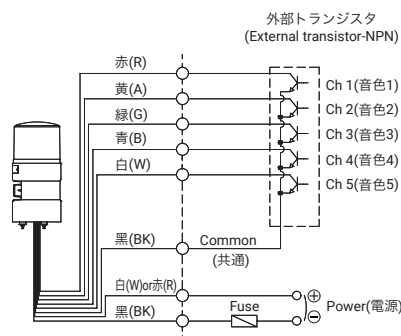 外部トランジスタ
(External transistor-NPN)
赤(R)
黄(A)
緑(G)
青(B)
白(W)
Ch 1(音色1)
Ch 2(音色2)
Ch 3(音色3)
Ch 4(音色4)
Ch 5(音色5)
黒(BK)
Common
(共通)
白(W)or赤(R)
黒(BK)
Fuse
Power(電源)